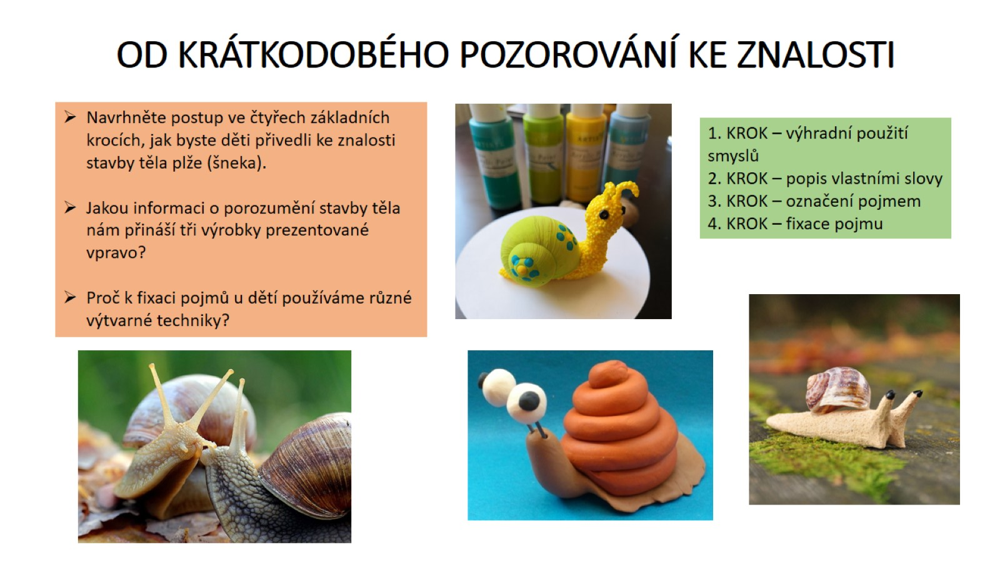 OD KRÁTKODOBÉHO POZOROVÁNÍ KE ZNALOSTI
➢ Navrhněte postup ve čtyřech základních
krocích, jak byste děti přivedli ke znalosti
stavby těla plže (šneka).
➢ Jakou informaci o porozumění stavby těla
nám přináší tři výrobky prezentované
vpravo?
➢ Proč k fixaci pojmů u dětí používáme různé
výtvarné techniky?
1. KROK – výhradní použití
smyslů
2. KROK – popis vlastními slovy
3. KROK – označení pojmem
4. KROK – fixace pojmu